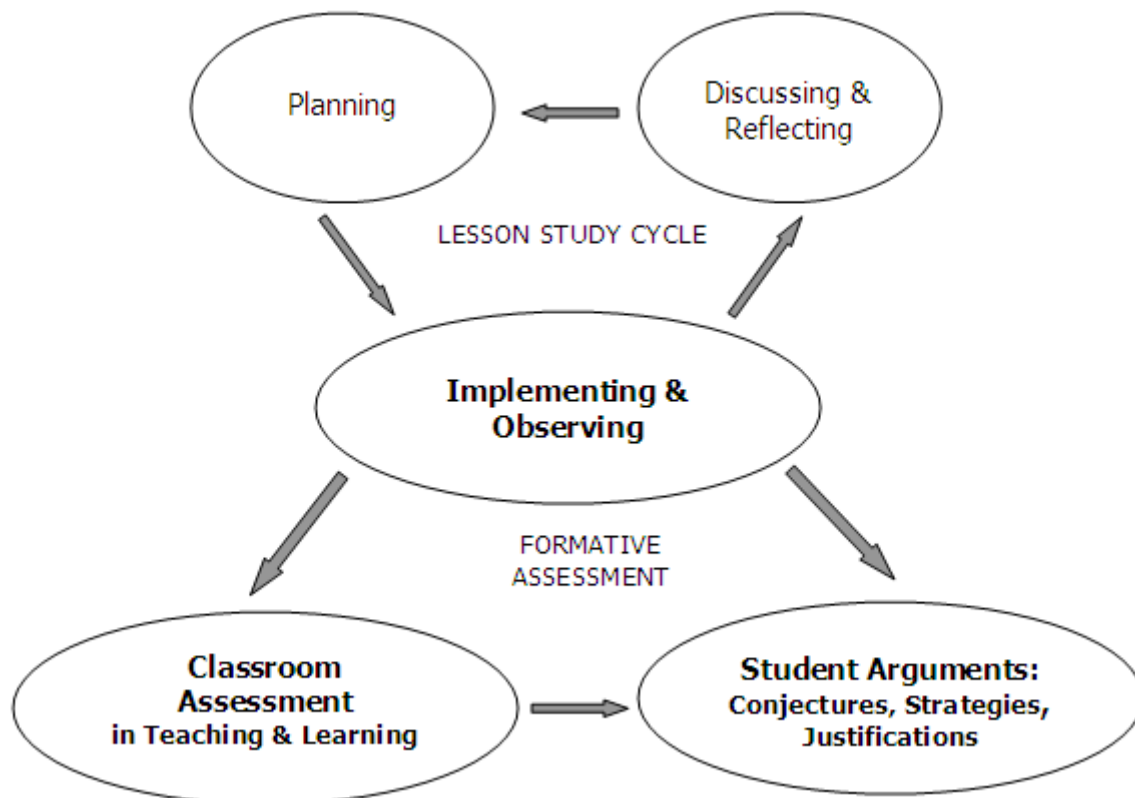 Planning
Discussing &
Reflecting
LESSON STUDY CYCLE
Implementing &
Observing
FORMATIVE
ASSESSMENT
Classroom
Assessment
in Teaching & Learning
Student Arguments:
Conjectures, Strategies,
Justifications